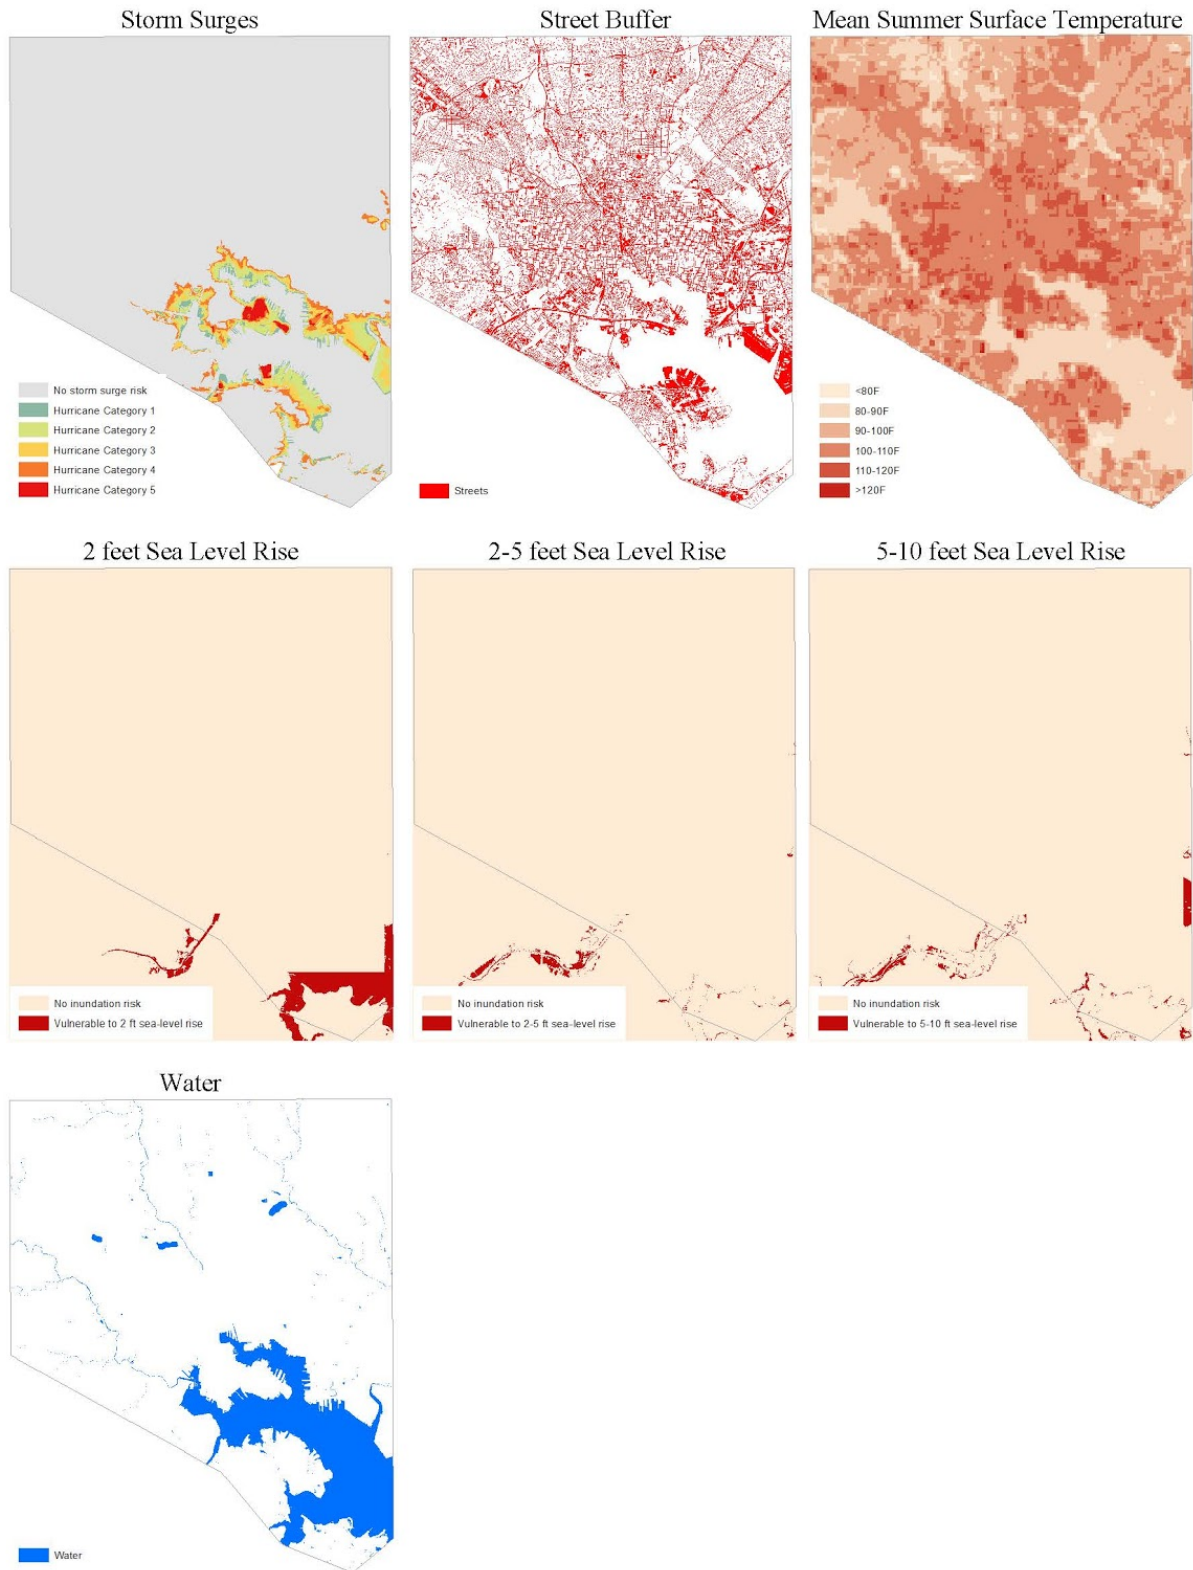 Storm Surges
Street Buffer
Mean Summer Surface Temperature
No storm surge risk
Hurricane Category 1
Hurricane Category 2
Hurricane Category 3
Hurricane Category 4
Hurricane Category 5
Streets
<80F
80-90F
90-100F
100-110F
110-120F
>120F
2 feet Sea Level Rise
2-5 feet Sea Level Rise
5-10 feet Sea Level Rise
No inundation risk
Vulnerable to 2 ft sea-level rise
No inundation risk
Vulnerable to 2-5 ft sea-level rise
No inundation risk
Vulnerable to 5-10 ft sea-level rise
Water
Water